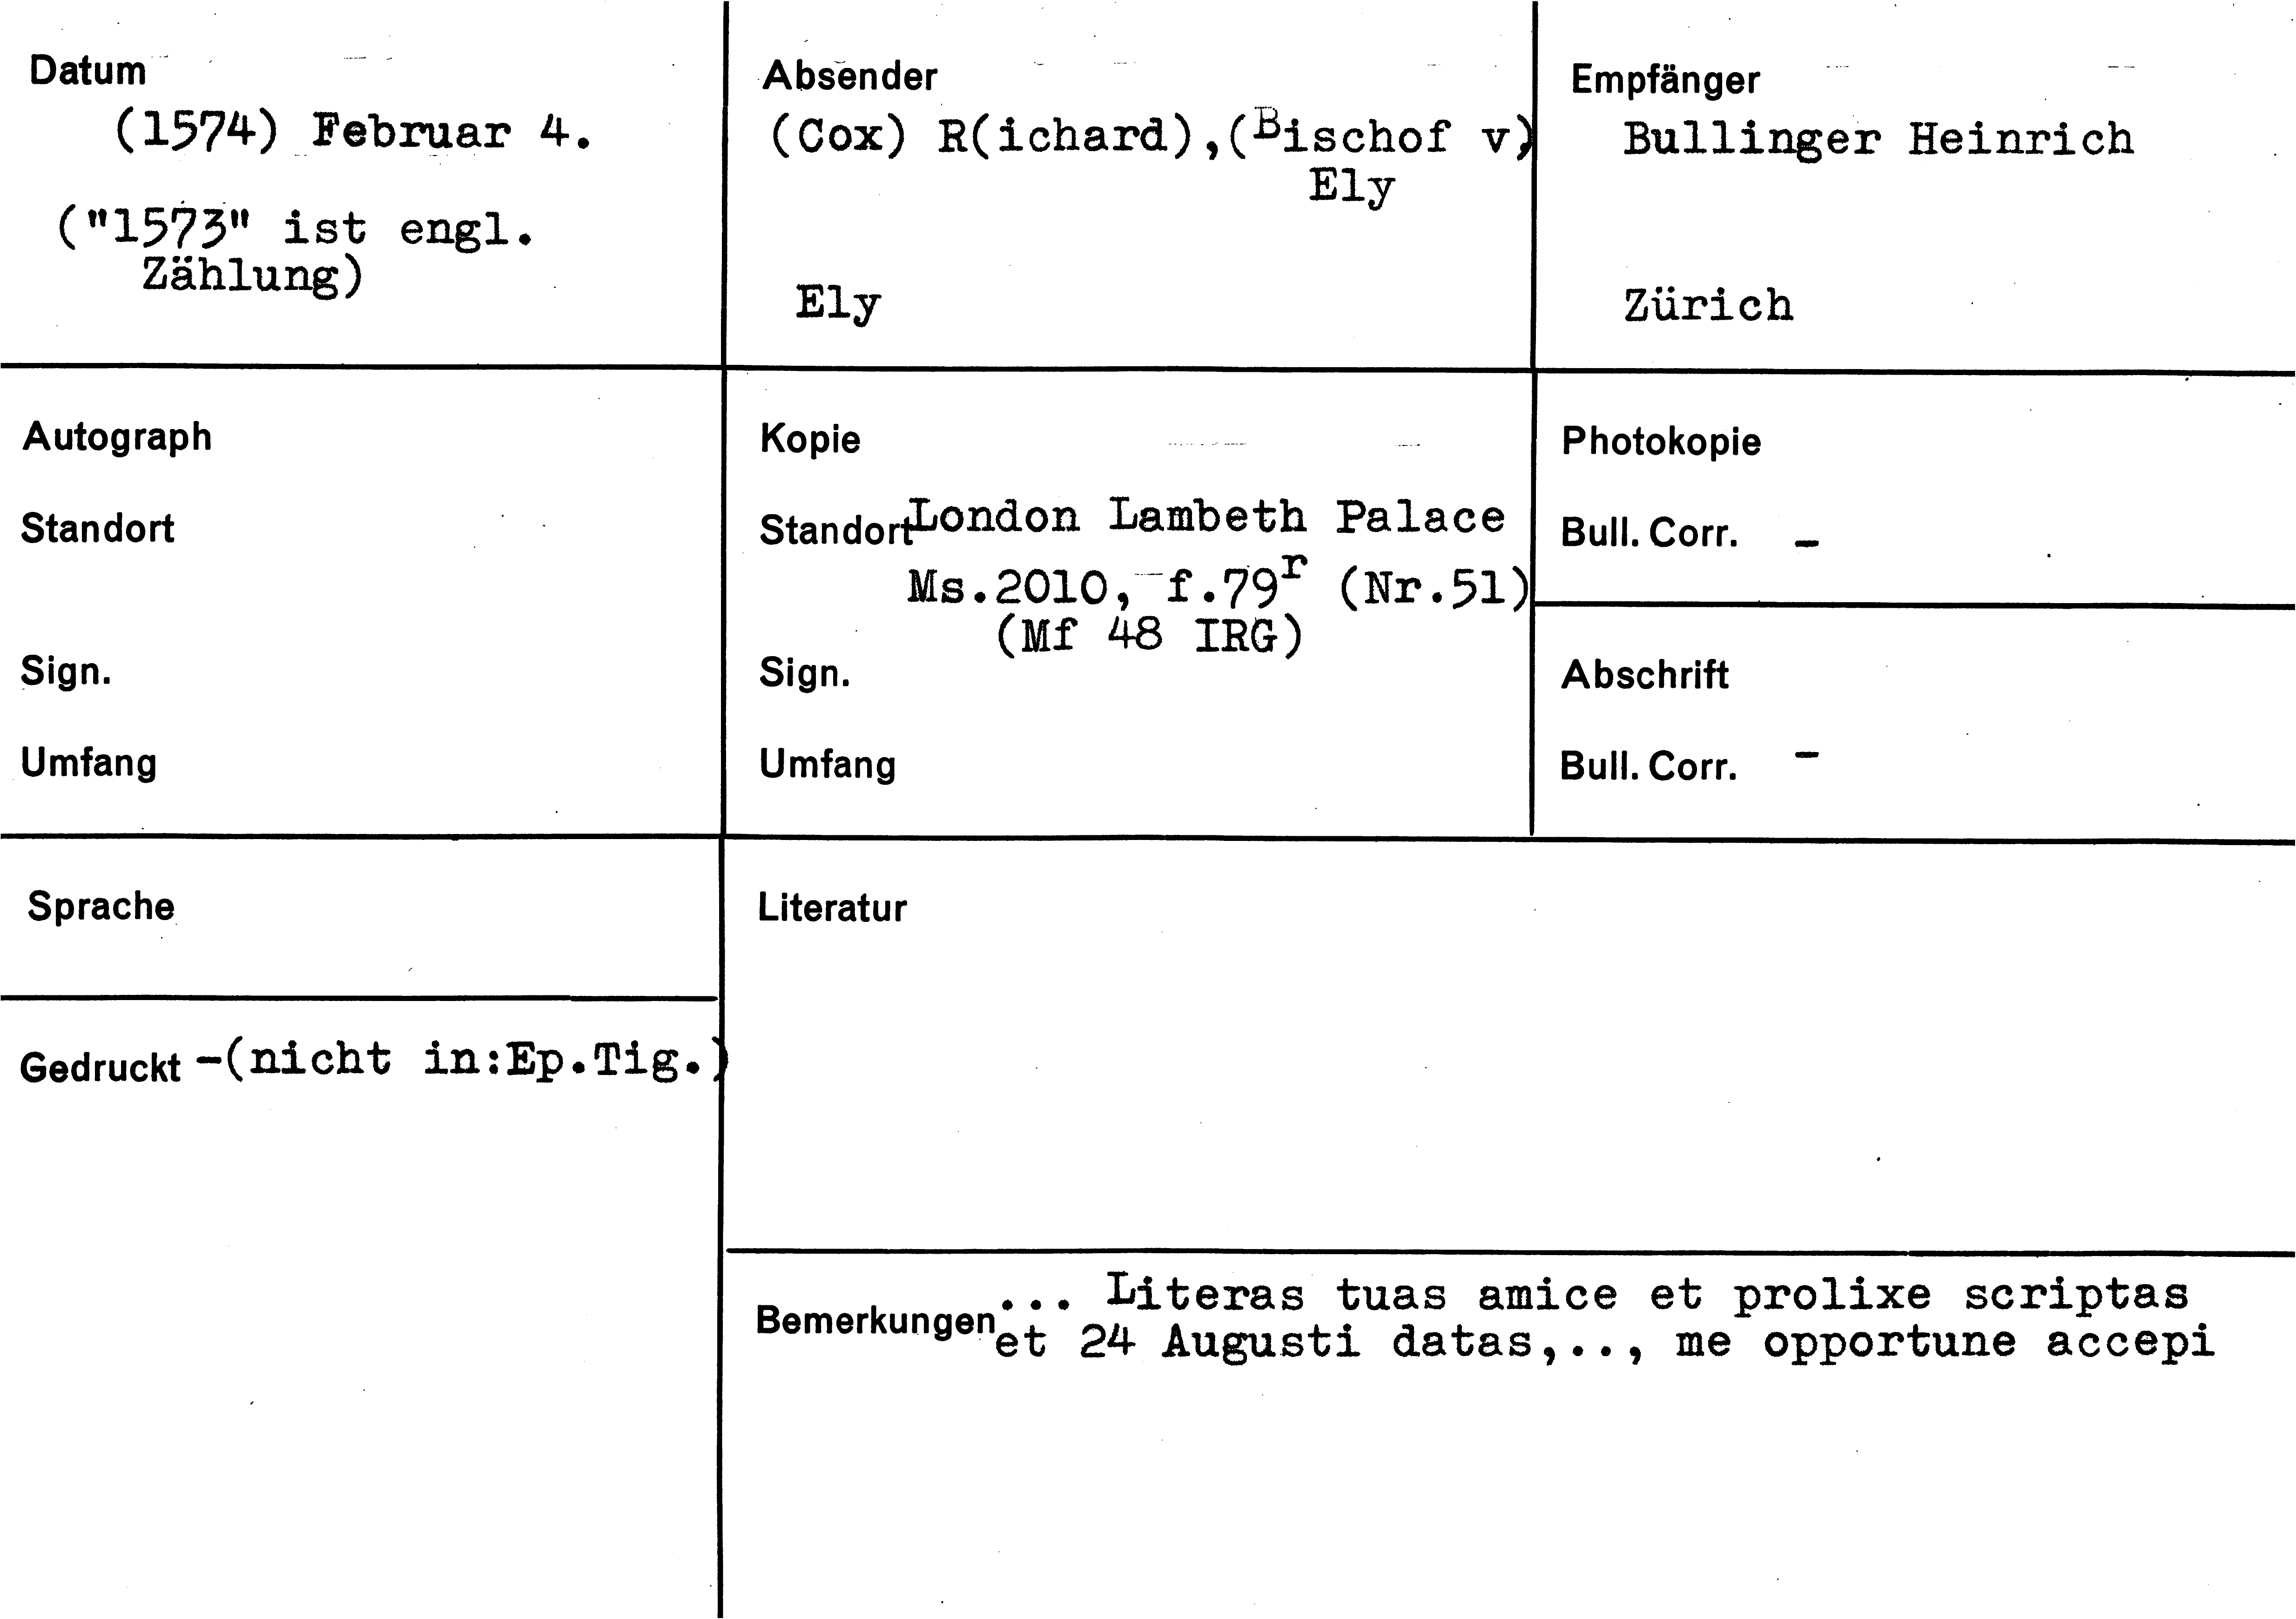 Datum
(1574) Februar 4.
("1573" ist engl.
Zählung)
Absender
(Cox) R(ichard),(Bischof v)
Ely
Ely
Empfänger
Bullinger Heinrich
Zürich
Autograph
Standort
Sign.
Umfang
Kopie
Standort London Lambeth Palace
Ms.2010, f.79r (Nr.51)
(Mf 48 IRG)
Sign.
Umfang
Photokopie
Bull. Corr. -
Abschrift
Bull. Corr. -
Sprache
Gedruckt -(nicht in:Ep.Tig.)
Literatur
Bemerkungen ... Literas tuas amice et prolixe scriptas
et 24 Augusti datas,.., me opportune accepi